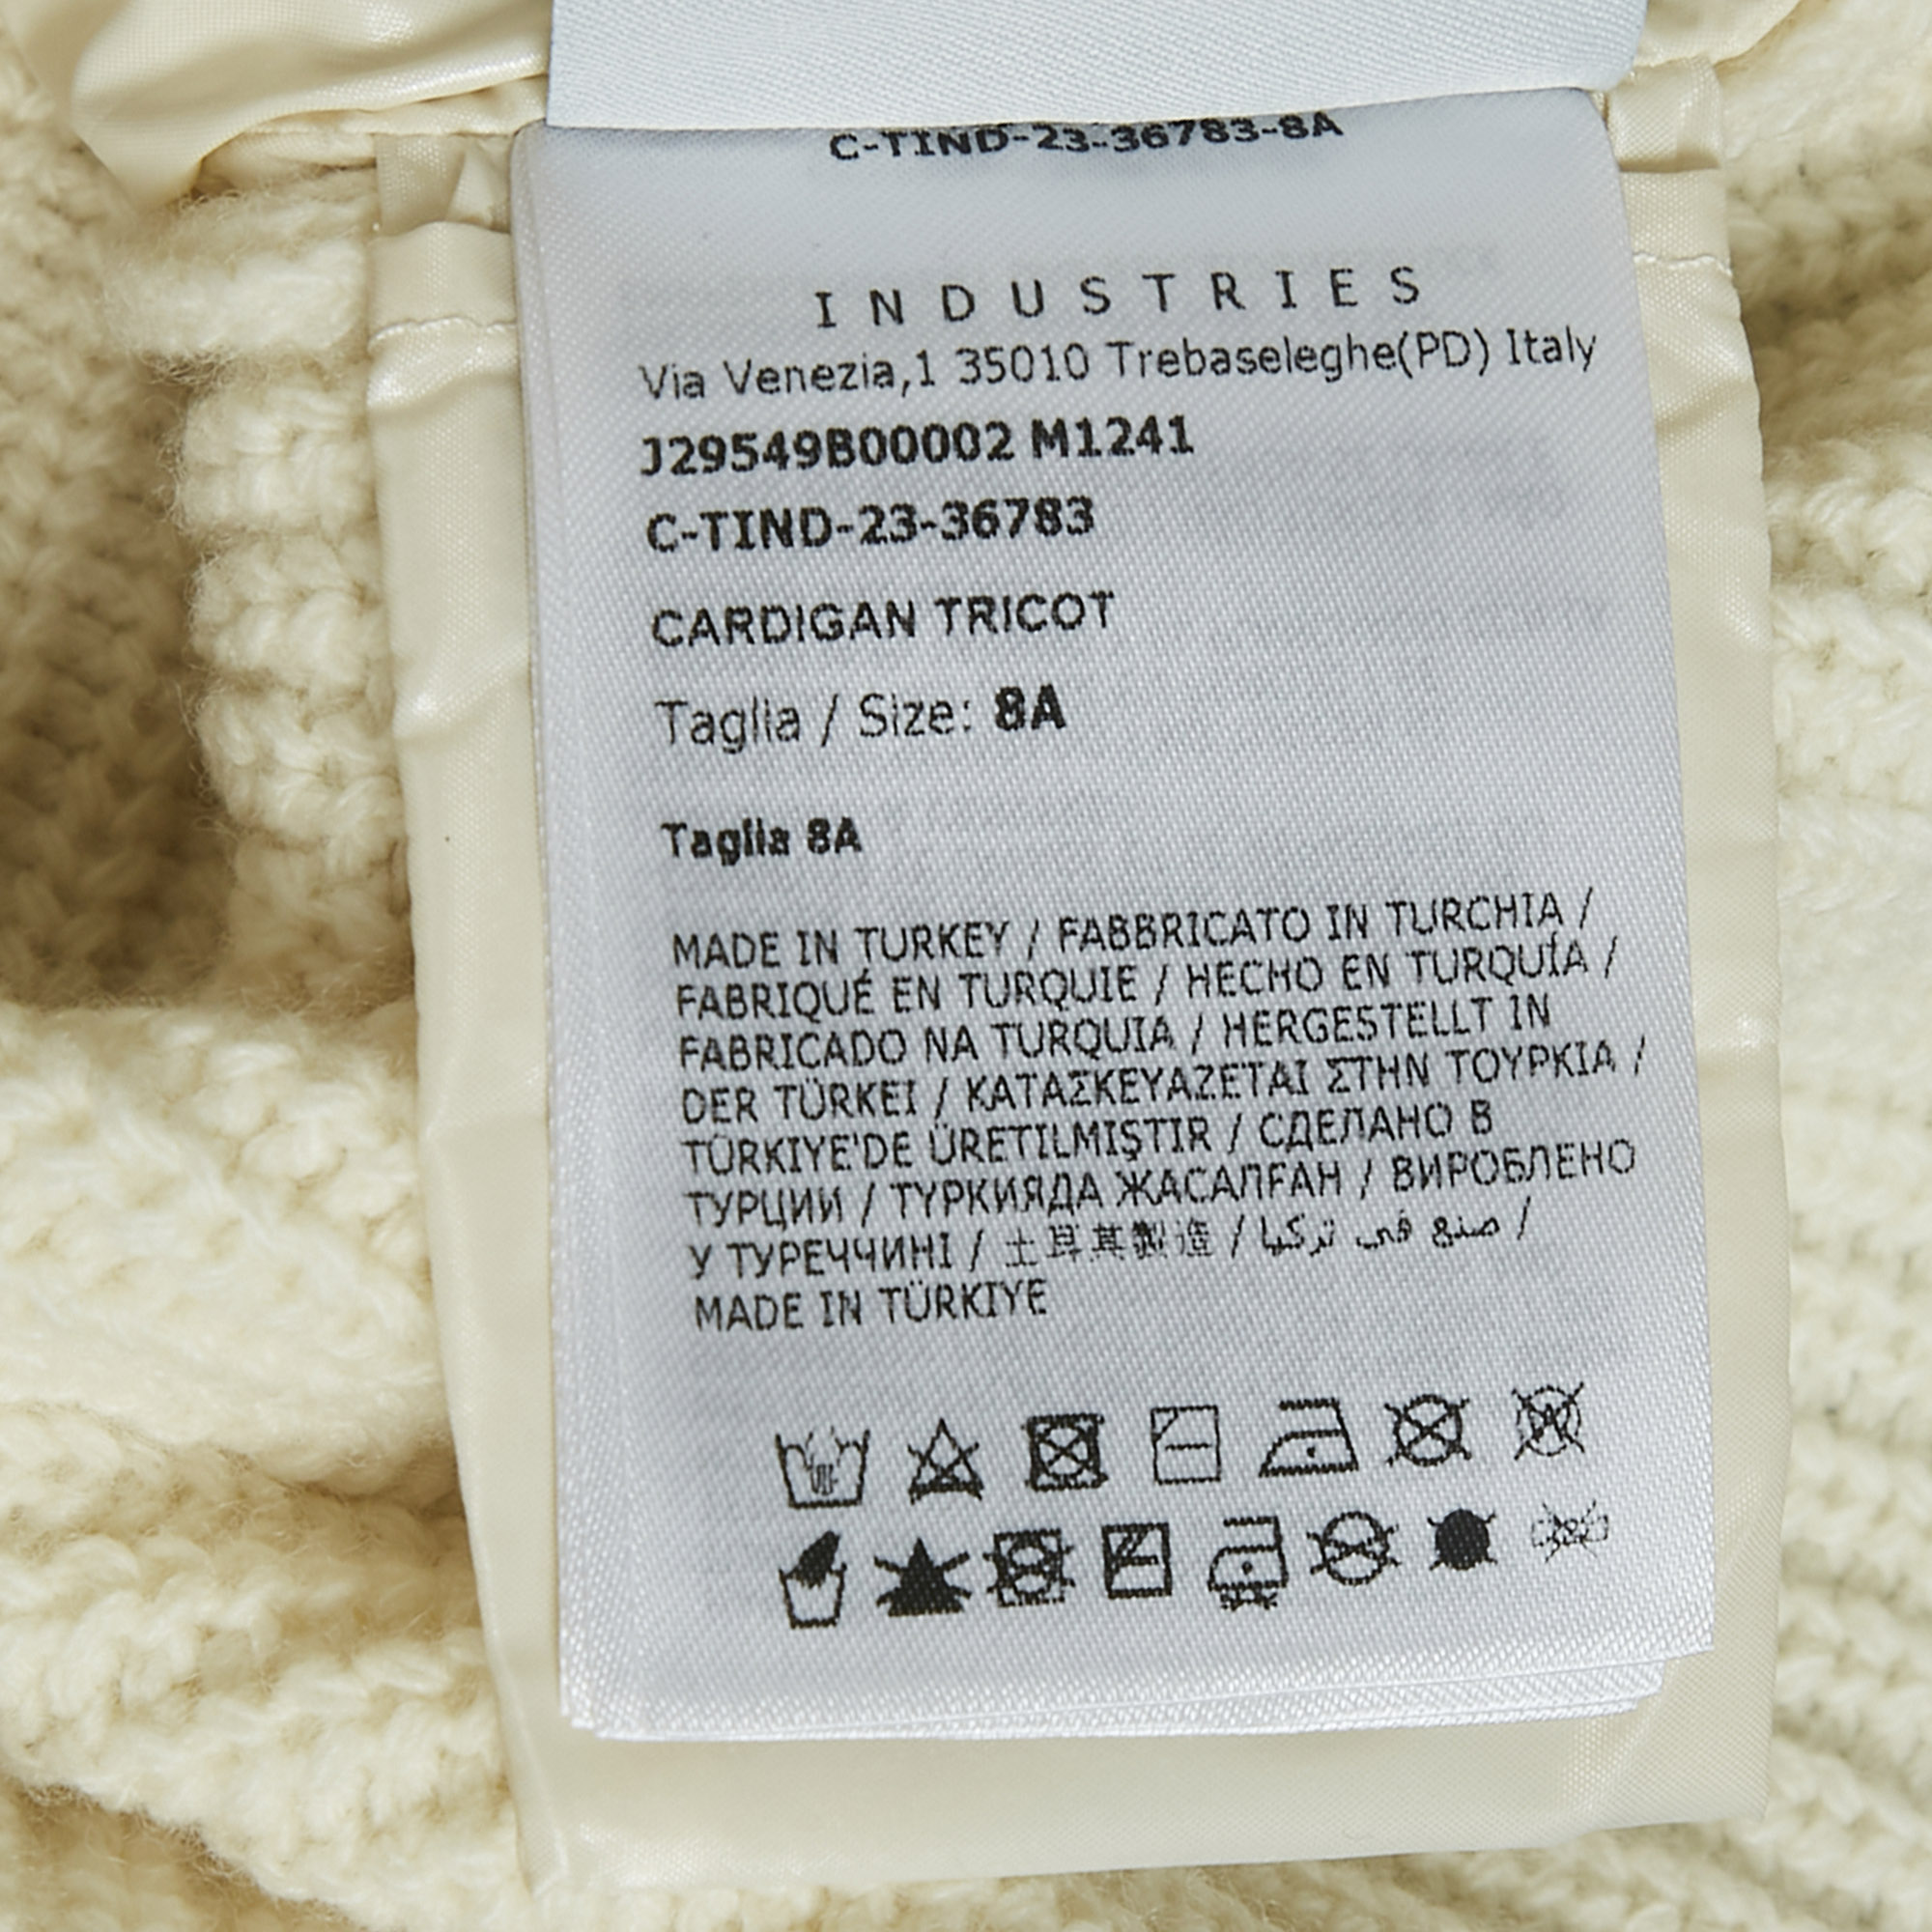 C-TIND-23-36783-8A
INDUSTRIES
Via Venezia,1 35010 Trebaseleghe(PD) Italy
J29549B00002 M1241
C-TIND-23-36783
CARDIGAN TRICOT
Taglia / Size: 8A
Taglia 8A
MADE IN TURKEY / FABBRICATO IN TURCHIA /
FABRIQUÉ EN TURQUIE / HECHO EN TURQUÍA /
FABRICADO NA TURQUIA / HERGESTELLT IN
DER TÜRKEI / ΚΑΤΑΣΚΕΥΑΖΕΤΑΙ ΣΤΗΝ ΤΟΥΡΚΙΑ /
TÜRKIYE'DE ÜRETILMIŞTIR / СДЕЛАНО В
ТУРЦИИ / ТҮРКИЯДА ЖАСАЛҒАН / ВИРОБЛЕНО
У ТУРЕЧЧИНІ / 土耳其製造 / صنع في تركيا /
MADE IN TÜRKIYE